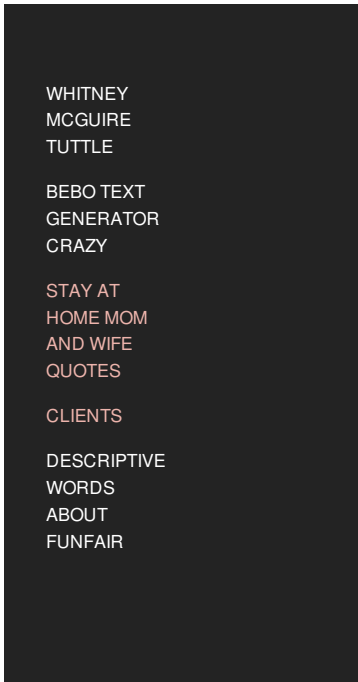 WHITNEY
MCGUIRE
TUTTLE
BEBO TEXT
GENERATOR
CRAZY
STAY AT
HOME MOM
AND WIFE
QUOTES
CLIENTS
DESCRIPTIVE
WORDS
ABOUT
FUNFAIR